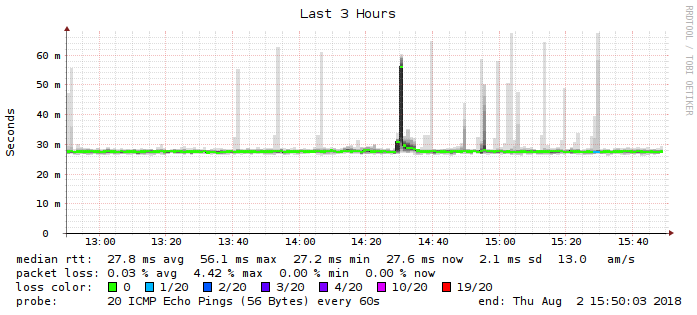 Last 3 Hours
RRDTOOL / TOBI OETIKER
Seconds
60 m
50 m
40 m
30 m
20 m
10 m
0
13:00 13:20 13:40 14:00 14:20 14:40 15:00 15:20 15:40
median rtt: 27.8 ms avg 56.1 ms max 27.2 ms min 27.6 ms now 2.1 ms sd 13.0 am/s
packet loss: 0.03 % avg 4.42 % max 0.00 % min 0.00 % now
loss color: 0 1/20 2/20 3/20 4/20 10/20 19/20
probe: 20 ICMP Echo Pings (56 Bytes) every 60s end: Thu Aug 2 15:50:03 2018